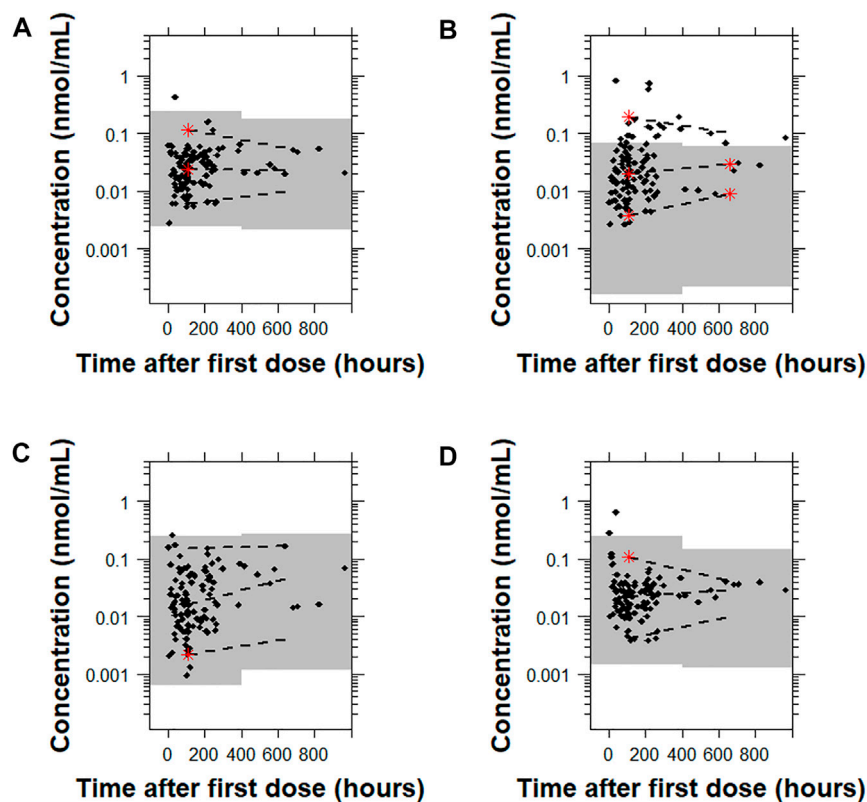 A
Concentration (nmol/mL)
1
0.1
0.01
0.001
0 200 400 600 800
Time after first dose (hours)
B
Concentration (nmol/mL)
1
0.1
0.01
0.001
0 200 400 600 800
Time after first dose (hours)
C
Concentration (nmol/mL)
1
0.1
0.01
0.001
0 200 400 600 800
Time after first dose (hours)
D
Concentration (nmol/mL)
1
0.1
0.01
0.001
0 200 400 600 800
Time after first dose (hours)